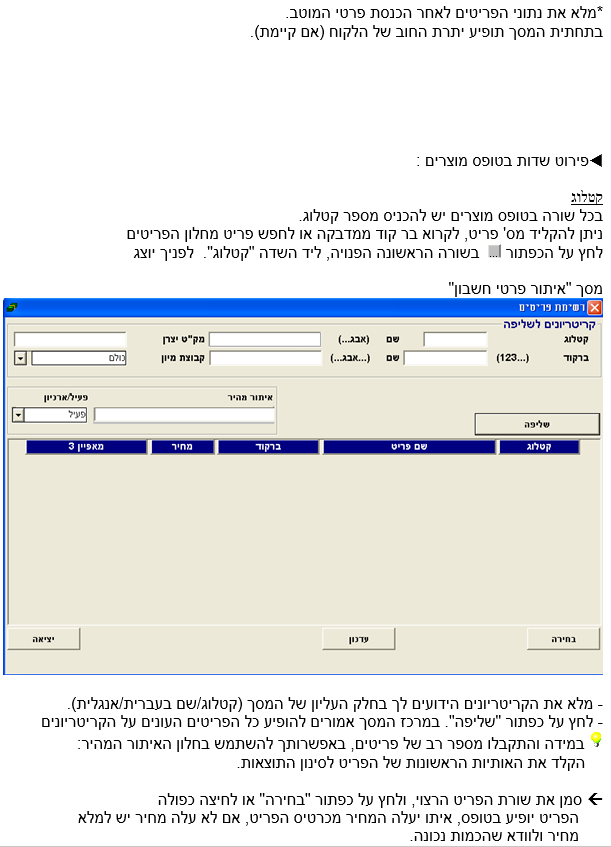 *מלא את נתוני הפריטים לאחר הכנסת פרטי המוטב.
בתחתית המסך תופיע יתרת החוב של הלקוח (אם קיימת).
◄פירוט שדות בטופס מוצרים :
קטלוג
בכל שורה בטופס מוצרים יש להכניס מספר קטלוג.
ניתן להקליד מס' פריט, לקרוא בר קוד ממדבקה או לחפש פריט מחלון הפריטים
לחץ על הכפתור ... בשורה הראשונה הפנויה, ליד השדה "קטלוג". לפניך יוצג
מסך "איתור פרטי חשבון"
רשימת פריטים
קריטריונים לשליפה
קטלוג שם (אבג...) מק"ט יצרן
ברקוד (123...) שם (...אבג...) קבוצת מיון כולם
איתור מהיר פעיל/ארכיון
פעיל
שליפה
קטלוג שם פריט ברקוד מחיר מאפיין 3
בחירה עדכון יציאה
- מלא את הקריטריונים הידועים לך בחלק העליון של המסך (קטלוג/שם בעברית/אנגלית).
- לחץ על כפתור "שליפה". במרכז המסך אמורים להופיע כל הפריטים העונים על הקריטריונים
במידה והתקבלו מספר רב של פריטים, באפשרותך להשתמש בחלון האיתור המהיר:
הקלד את האותיות הראשונות של הפריט לסינון התוצאות.
← סמן את שורת הפריט הרצוי, ולחץ על כפתור "בחירה" או לחיצה כפולה
הפריט יופיע בטופס, איתו יעלה המחיר מכרטיס הפריט, אם לא עלה מחיר יש למלא
מחיר ולוודא שהכמות נכונה.